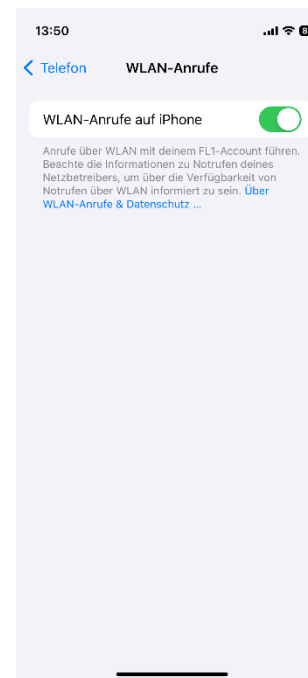 13:50
Telefon WLAN-Anrufe
WLAN-Anrufe auf iPhone
Anrufe über WLAN mit deinem FL1-Account führen.
Beachte die Informationen zu Notrufen deines
Netzbetreibers, um über die Verfügbarkeit von
Notrufen über WLAN informiert zu sein. Über
WLAN-Anrufe & Datenschutz ...